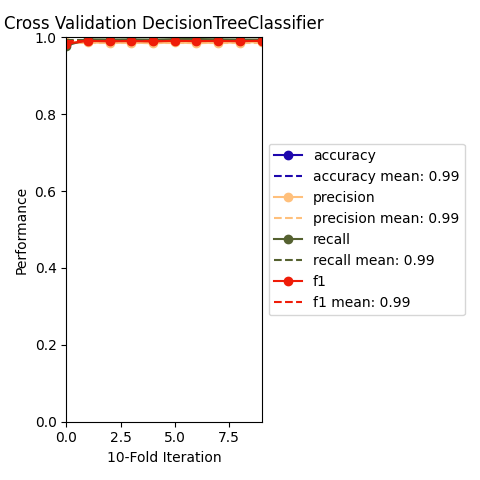 Cross Validation DecisionTreeClassifier
1.0
0.8
0.6
0.4
0.2
0.0
Performance
0.0 2.5 5.0 7.5
10-Fold Iteration
accuracy
accuracy mean: 0.99
precision
precision mean: 0.99
recall
recall mean: 0.99
f1
f1 mean: 0.99